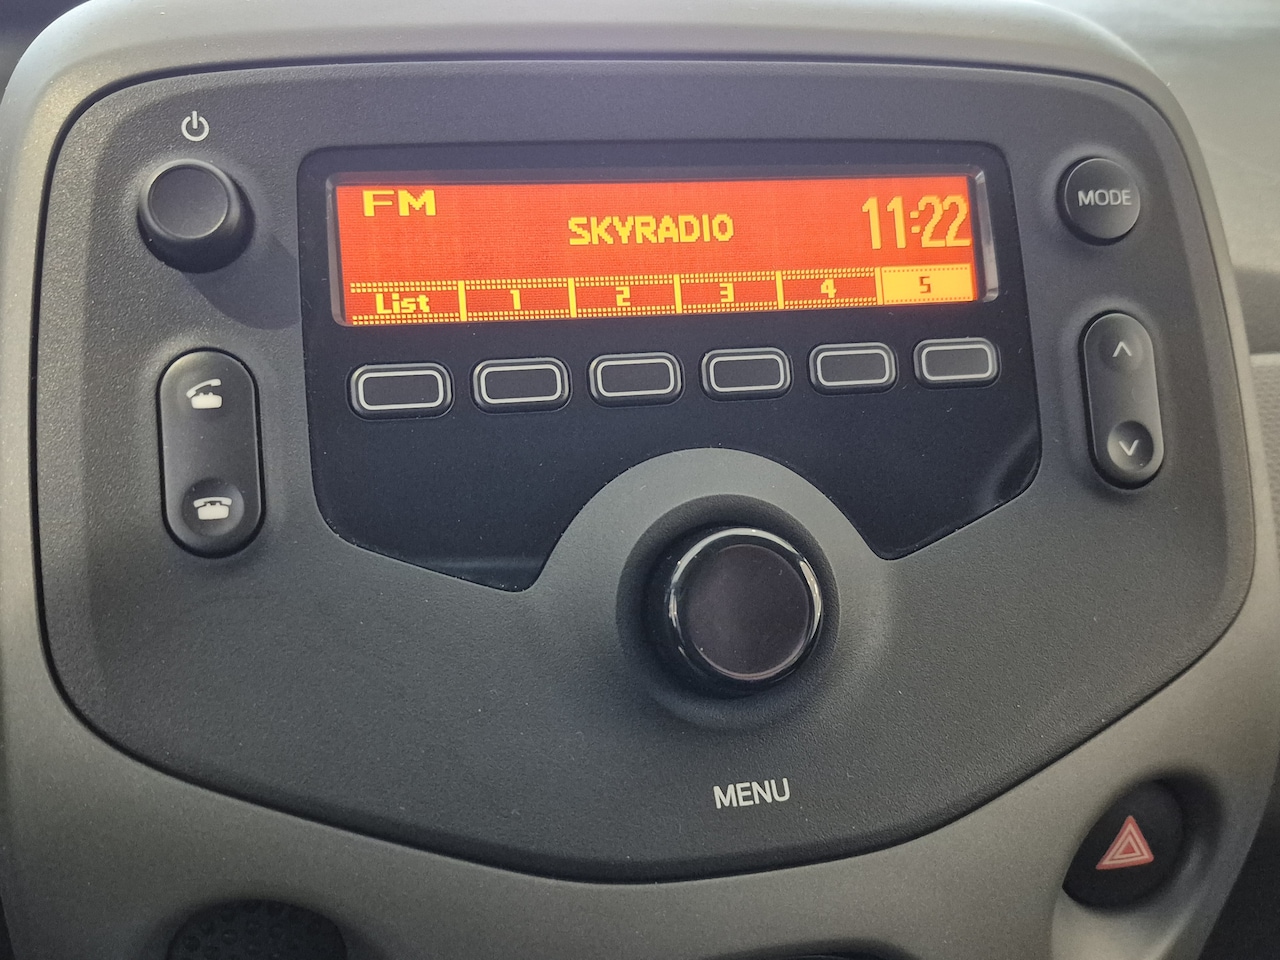 FM
SKYRADIO
11:22
List 1 2 3 4 5
MODE
MENU